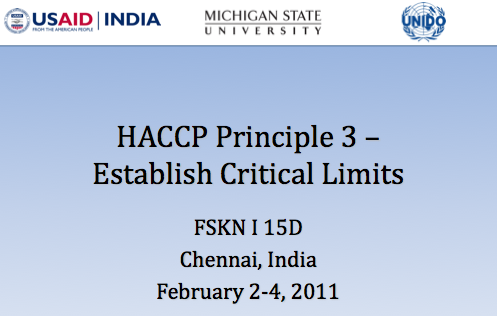 USAID | INDIA
FROM THE AMERICAN PEOPLE
MICHIGAN STATE
UNIVERSITY
UNIDO
HACCP Principle 3 –
Establish Critical Limits
FSKN I 15D
Chennai, India
February 2-4, 2011